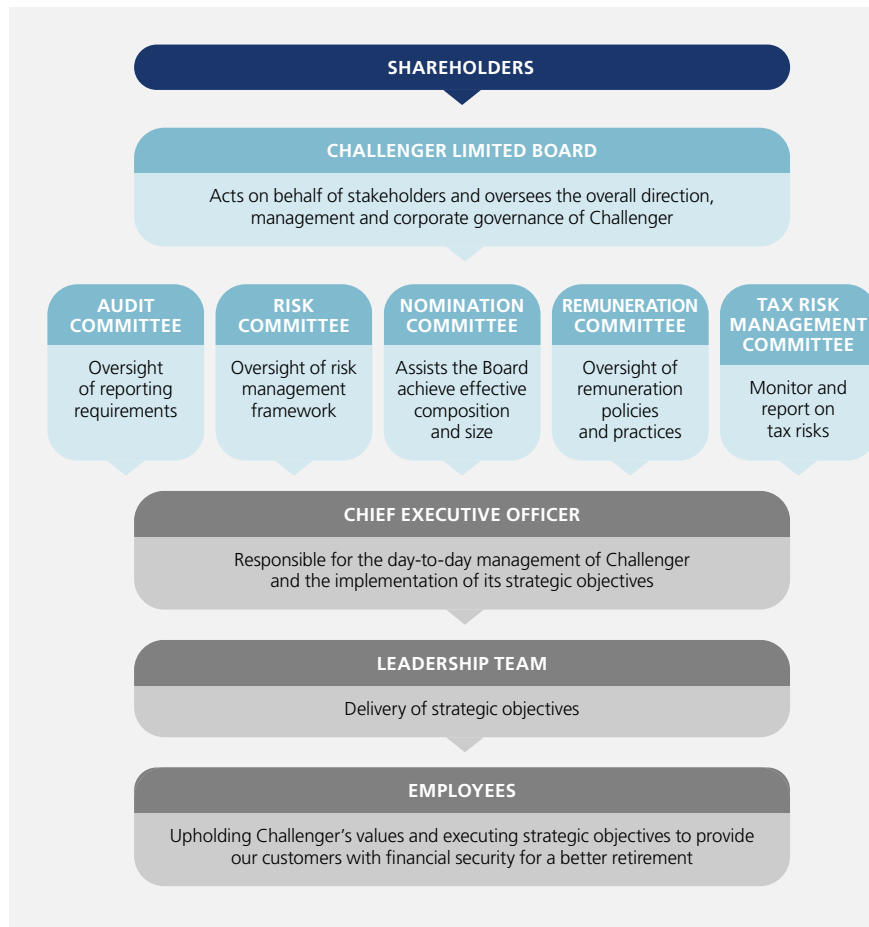 SHAREHOLDERS
CHALLENGER LIMITED BOARD
Acts on behalf of stakeholders and oversees the overall direction,
management and corporate governance of Challenger
AUDIT
COMMITTEE
Oversight
of reporting
requirements
RISK
COMMITTEE
Oversight of risk
management
framework
NOMINATION
COMMITTEE
Assists the Board
achieve effective
composition
and size
REMUNERATION
COMMITTEE
Oversight of
remuneration
policies
and practices
TAX RISK
MANAGEMENT
COMMITTEE
Monitor and
report on
tax risks
CHIEF EXECUTIVE OFFICER
Responsible for the day-to-day management of Challenger
and the implementation of its strategic objectives
LEADERSHIP TEAM
Delivery of strategic objectives
EMPLOYEES
Upholding Challenger’s values and executing strategic objectives to provide
our customers with financial security for a better retirement